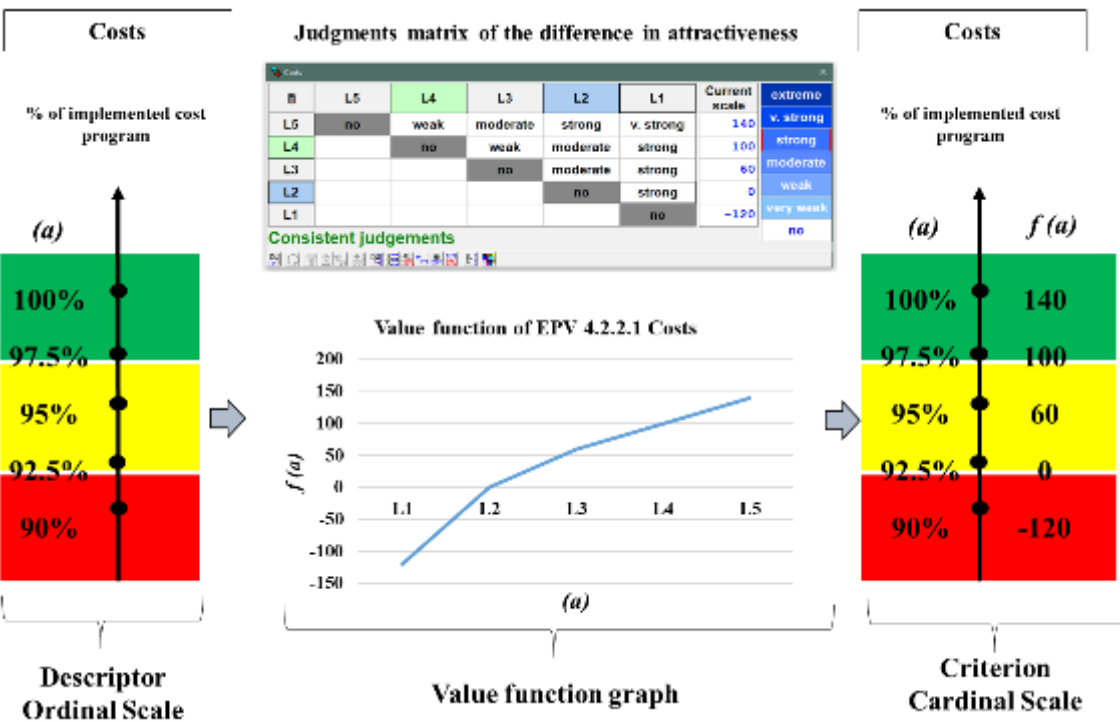 Costs
% of implemented cost
program
(a)
100%
97.5%
95%
92.5%
90%
Descriptor
Ordinal Scale
Judgments matrix of the difference in attractiveness
Costs
L5 L4 L3 L2 L1 Current scale extreme
L5 no weak moderate strong v. strong 140 v. strong
L4 no weak moderate strong 100 strong
L3 no moderate strong 60 moderate
L2 no strong 0 weak
L1 no -120 very weak
no
Consistent judgements
Value function of EPV 4.2.2.1 Costs
200
150
100
50
0
-50
-100
-150
f (a)
L1 L2 L3 L4 L5
(a)
Value function graph
Costs
% of implemented cost
program
(a) f (a)
100% 140
97.5% 100
95% 60
92.5% 0
90% -120
Criterion
Cardinal Scale